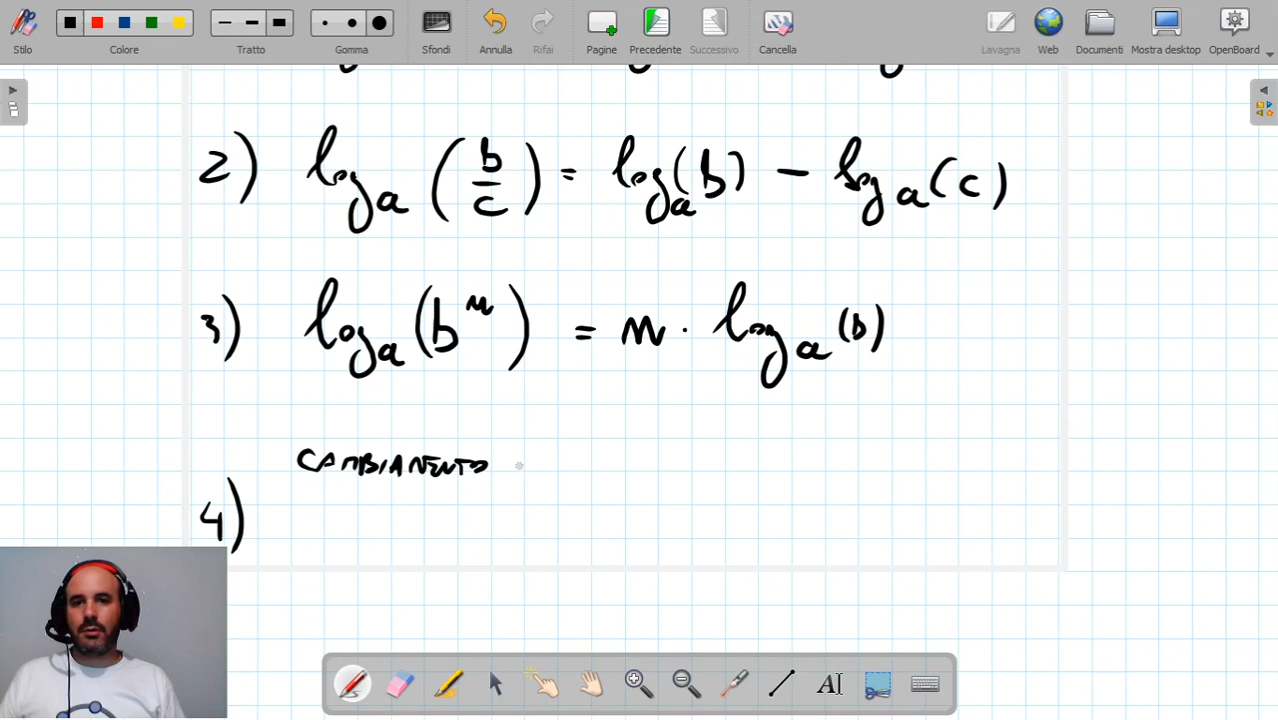 Stilo Colore Tratto Gomma Sfondi Annulla Rifai Pagine Precedente Successivo Cancella Lavagna Web Documenti Mostra desktop OpenBoard
2) log_a (b/c) = log_a (b) - log_a (c)
3) log_a (b^n) = n · log_a (b)
CAMBIAMENTO
4)
AI